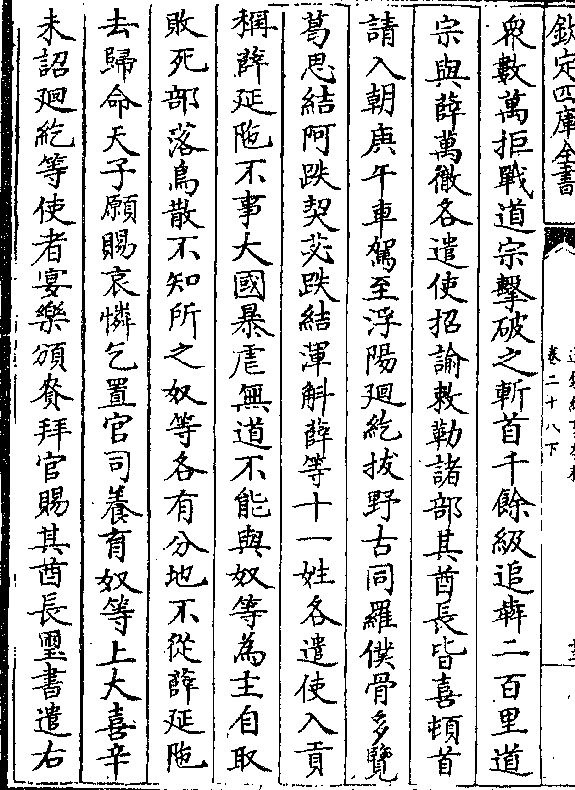 欽定四庫全書
卷二十八下
衆數萬拒戰道宗擊破之斬首千餘級追犇二百里道
宗與薛萬徹各遣使招諭敕勒諸部其酋長皆喜頓首
請入朝庚午車駕至浮陽廻紇拔野古同羅僕骨多覽
葛思結阿跌契苾跌結渾斛薛等十一姓各遣使入貢
稱薛延陁不事大國暴虐無道不能與奴等為主自取
敗死部落鳥散不知所之奴等各有分地不從薛延陁
去歸命天子願賜哀憐乞置官司養育奴等上大喜辛
未詔廻紇等使者宴樂頒賚拜官賜其酋長璽書遣右